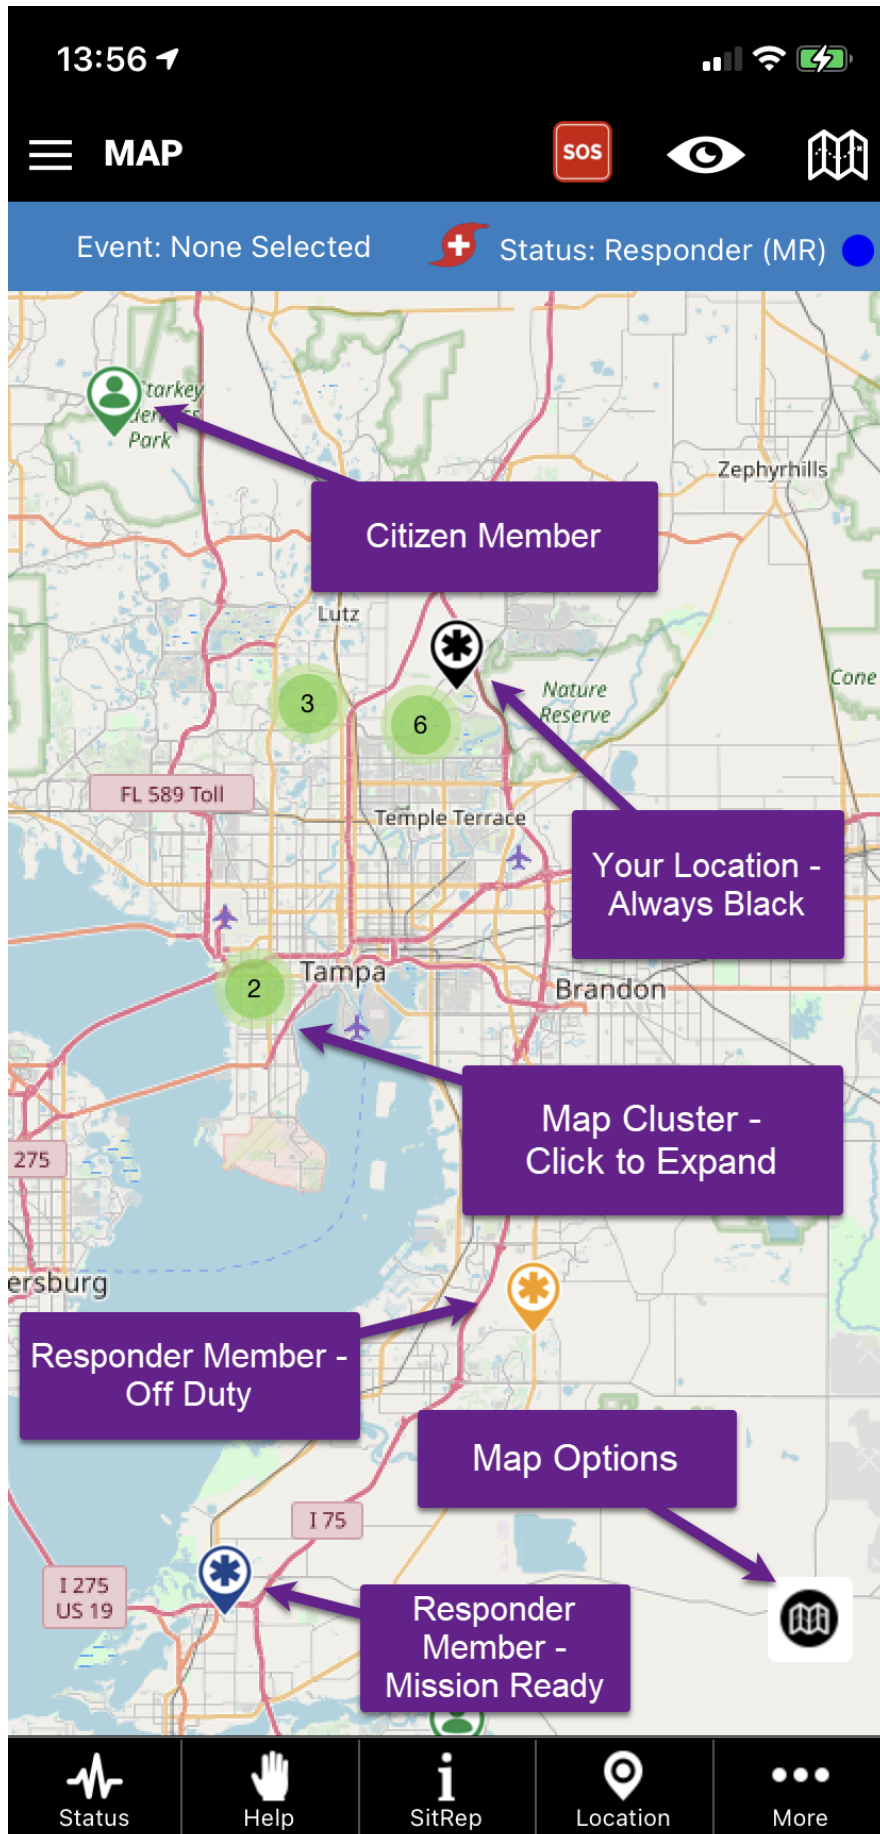 13:56
MAP
SOS
Event: None Selected
Status: Responder (MR)
Starkey
Park
Zephyrhills
Citizen Member
Lutz
Cone
Nature
Reserve
3
6
FL 589 Toll
Temple Terrace
Your Location -
Always Black
Tampa
2
Brandon
Map Cluster -
Click to Expand
275
ersburg
Responder Member -
Off Duty
Map Options
I 75
I 275
US 19
Responder
Member -
Mission Ready
Status
Help
SitRep
Location
More